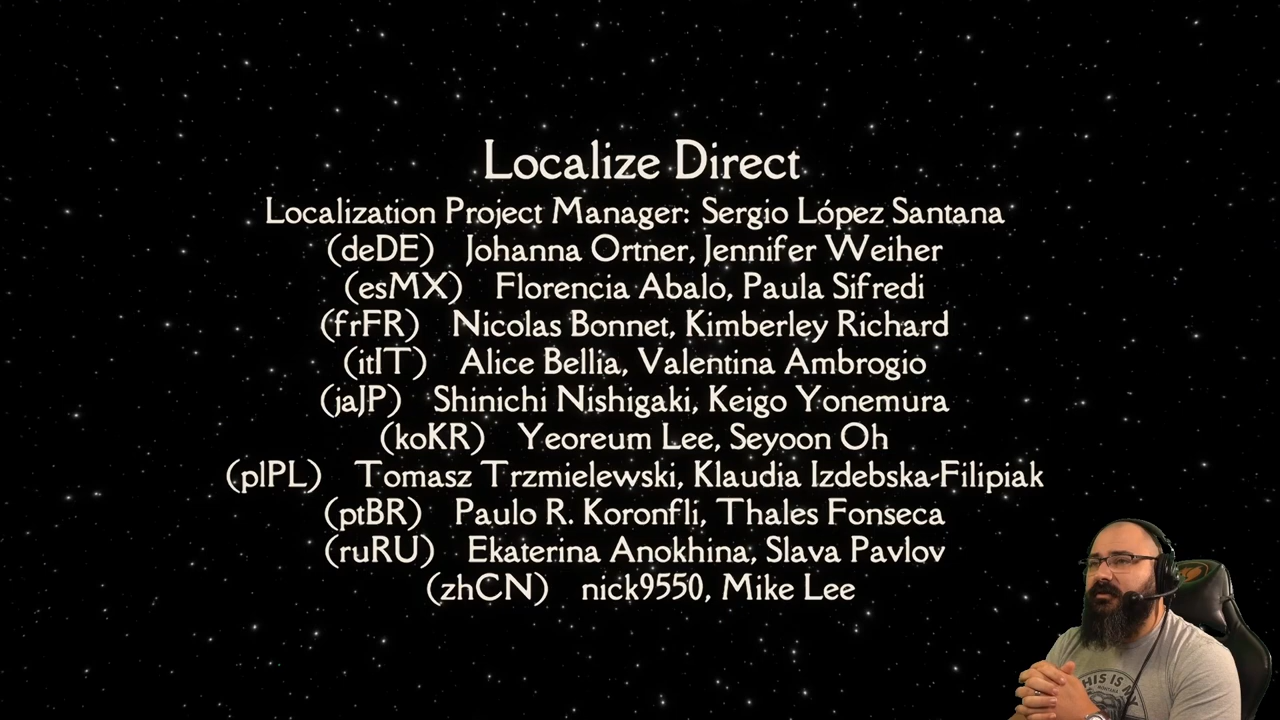 Localize Direct
Localization Project Manager: Sergio López Santana
(deDE) Johanna Ortner, Jennifer Weiher
(esMX) Florencia Abalo, Paula Sifredi
(frFR) Nicolas Bonnet, Kimberley Richard
(itIT) Alice Bellia, Valentina Ambrogio
(jaJP) Shinichi Nishigaki, Keigo Yonemura
(koKR) Yeoreum Lee, Seyoon Oh
(plPL) Tomasz Trzmielewski, Klaudia Izdebska-Filipiak
(ptBR) Paulo R. Koronfli, Thales Fonseca
(ruRU) Ekaterina Anokhina, Slava Pavlov
(zhCN) nick9550, Mike Lee
THIS IS MY